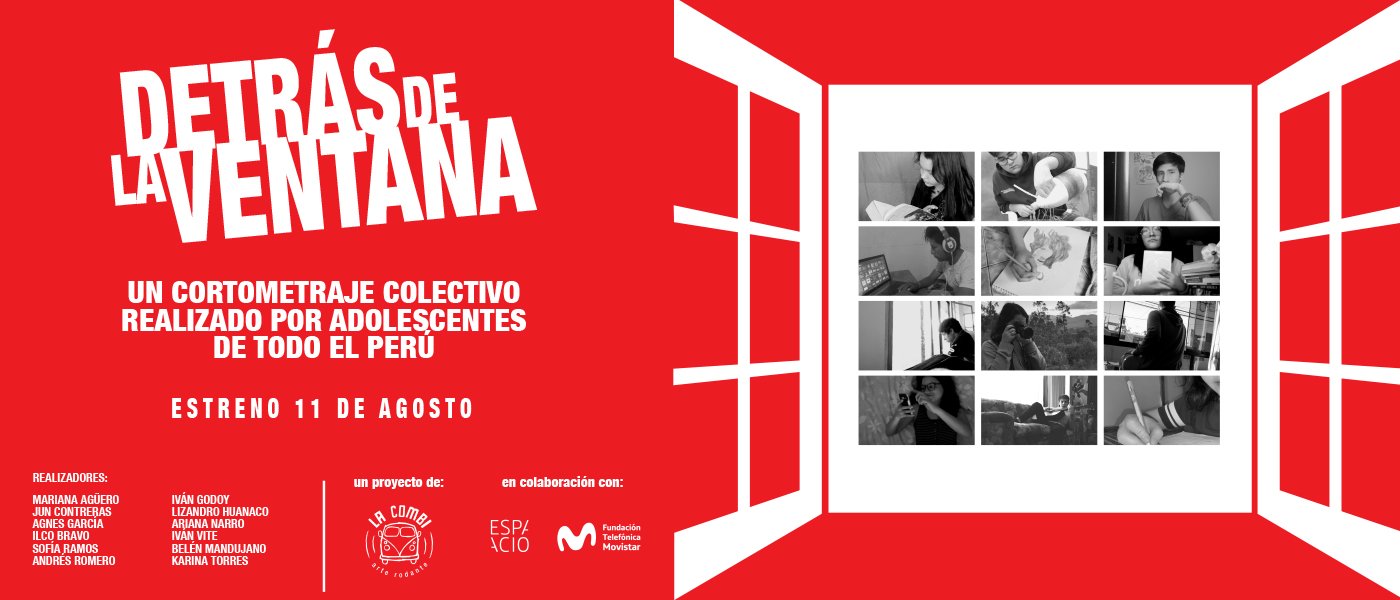 DETRÁS DE
LA VENTANA
UN CORTOMETRAJE COLECTIVO
REALIZADO POR ADOLESCENTES
DE TODO EL PERÚ
ESTRENO 11 DE AGOSTO
REALIZADORES:
MARIANA AGÜERO
JUN CONTRERAS
AGNES GARCÍA
ILCO BRAVO
SOFÍA RAMOS
ANDRÉS ROMERO
IVÁN GODOY
LIZANDRO HUANACO
ARIANA NARRO
IVÁN VITE
BELÉN MANDUJANO
KARINA TORRES
un proyecto de:
LA COMBI
arte rodante
en colaboración con:
ESPA
ACIO
Fundación
Telefónica
Movistar